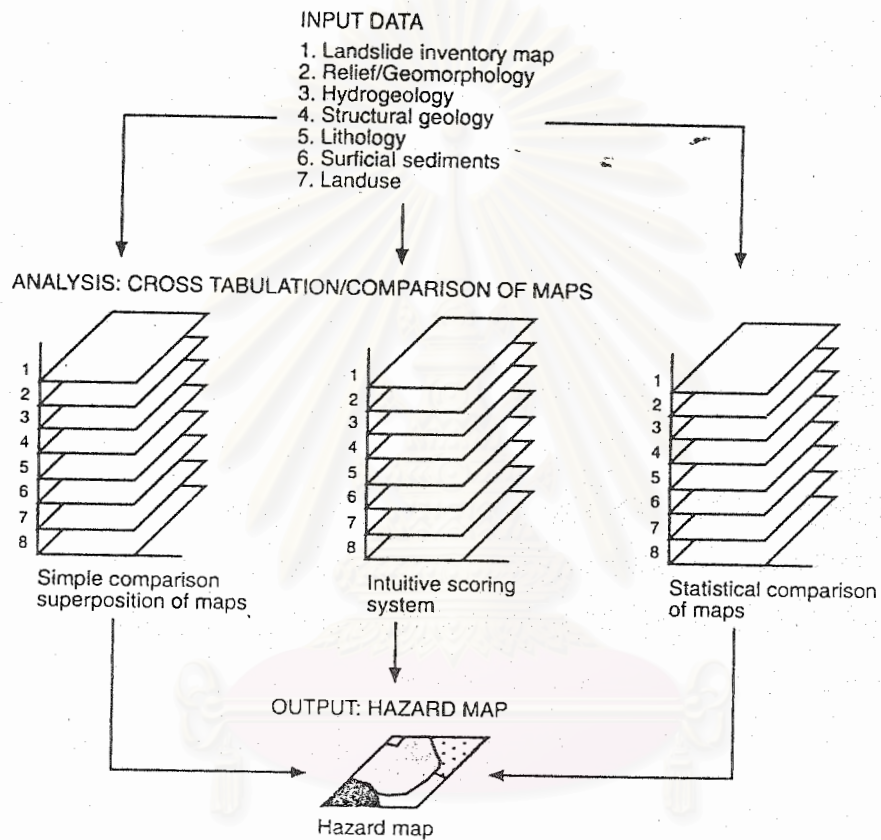 INPUT DATA
1. Landslide inventory map
2. Relief/Geomorphology
3. Hydrogeology
4. Structural geology
5. Lithology
6. Surficial sediments
7. Landuse
ANALYSIS: CROSS TABULATION/COMPARISON OF MAPS
1
2
3
4
5
6
7
8
Simple comparison
superposition of maps
1
2
3
4
5
6
7
8
Intuitive scoring
system
1
2
3
4
5
6
7
8
Statistical comparison
of maps
OUTPUT: HAZARD MAP
Hazard map